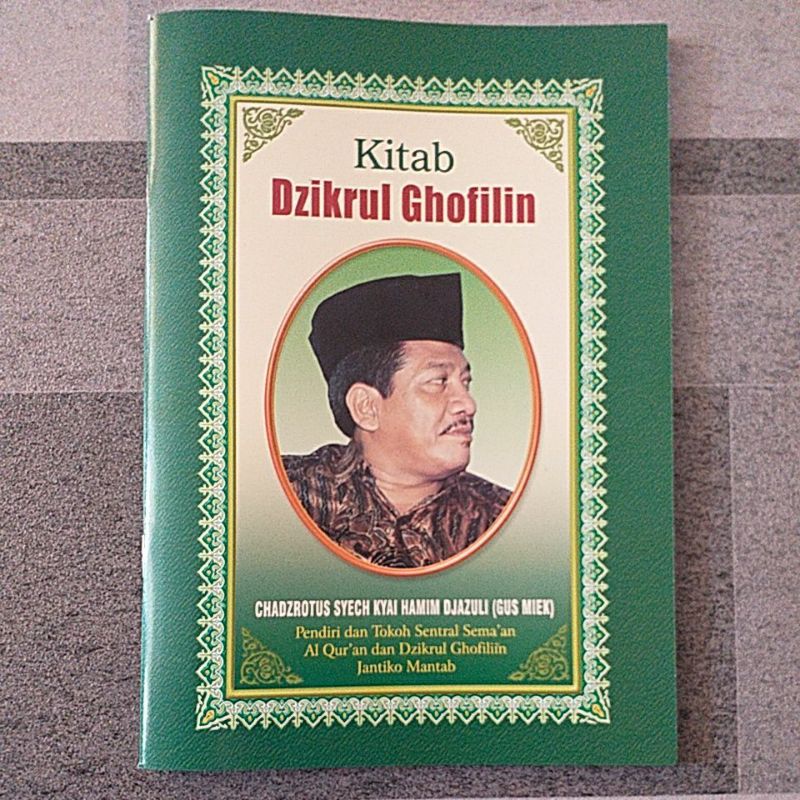 Kitab
Dzikrul Ghofilin
CHADZROTUS SYECH KYAI HAMIM DJAZULI (GUS MIEK)
Pendiri dan Tokoh Sentral Sema'an
Al Qur'an dan Dzikrul Ghofiliin
Jantiko Mantab